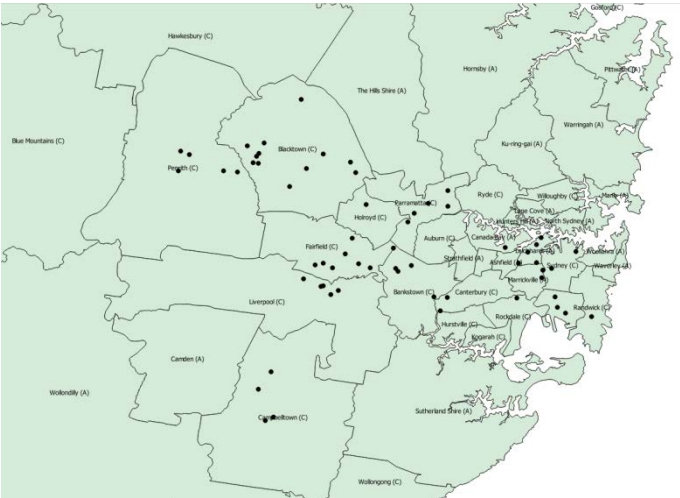 Gosford (C)
Hawkesbury (C)
Hornsby (A)
Pittwater (A)
The Hills Shire (A)
Warringah (A)
Blue Mountains (C)
Ku-ring-gai (A)
Blacktown (C)
Penrith (C)
Ryde (C)
Willoughby (C)
Manly (A)
Parramatta (C)
Lane Cove (A)
Holroyd (C)
Hunters Hill (A)
North Sydney (A)
Auburn (C)
Canada Bay (A)
Fairfield (C)
Leichhardt (A)
Woollahra (A)
Strathfield (A)
Ashfield (A)
Sydney (C)
Waverley (A)
Marrickville (A)
Bankstown (C)
Canterbury (C)
Liverpool (C)
Randwick (C)
Rockdale (C)
Hurstville (C)
Kogarah (C)
Camden (A)
Wollondilly (A)
Campbelltown (C)
Sutherland Shire (A)
Wollongong (C)